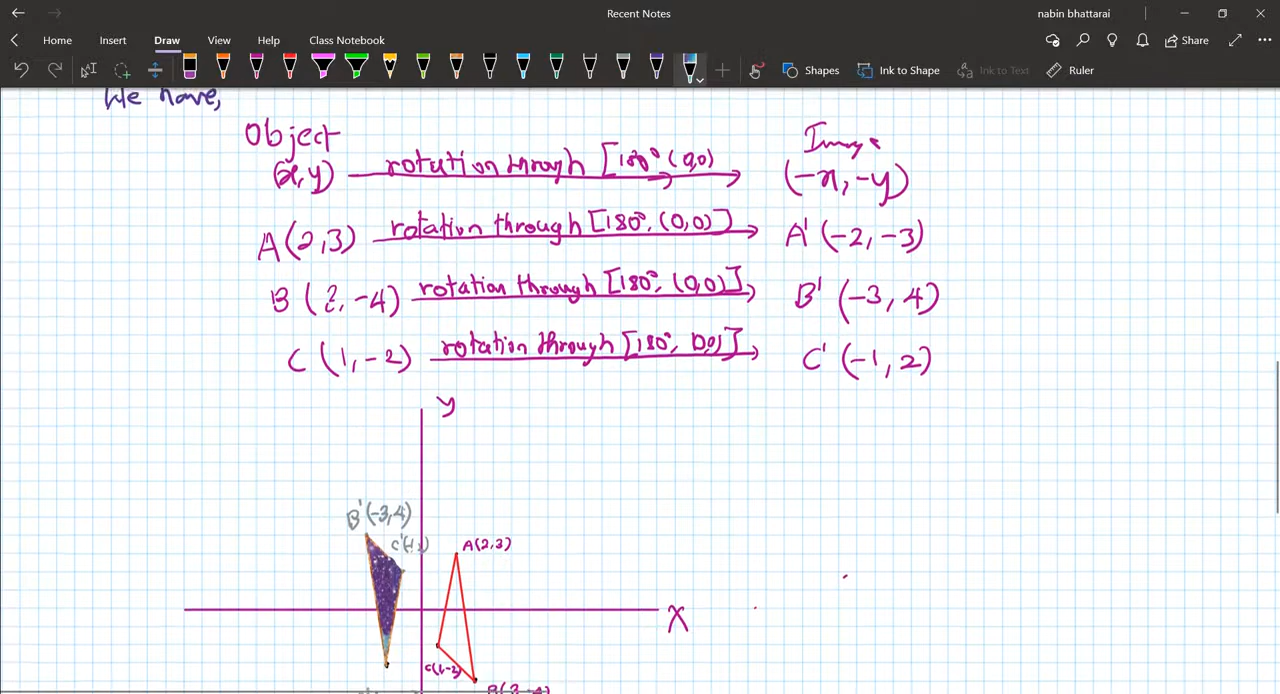 Recent Notes
nabin bhattarai
Home Insert Draw View Help Class Notebook
Share
Shapes Ink to Shape Ink to Text Ruler
We have,
Object Image
(x,y) rotation through [180° (0,0) (-x,-y)
A(2,3) rotation through [180°, (0,0)] A'(-2,-3)
B (3,-4) rotation through [180°, (0,0)] B' (-3,4)
C (1,-2) rotation through [180°, 0,0)] C' (-1,2)
Y
B'(-3,4)
A(2,3)
X
C(1,-2)
B(3,-4)